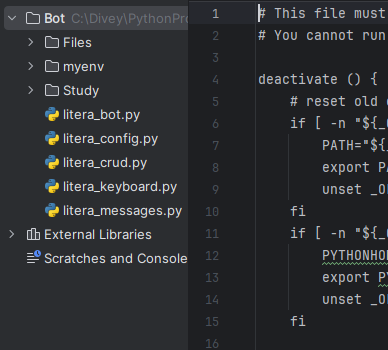 Bot C:\Divey\PythonPro
Files
myenv
Study
litera_bot.py
litera_config.py
litera_crud.py
litera_keyboard.py
litera_messages.py
External Libraries
Scratches and Console
1 # This file must
2 # You cannot run
3
4 deactivate () {
5 # reset old
6 if [ -n "${_
7 PATH="${_
8 export PA
9 unset _OL
10 fi
11 if [ -n "${_
12 PYTHONHOM
13 export PY
14 unset _OL
15 fi
16